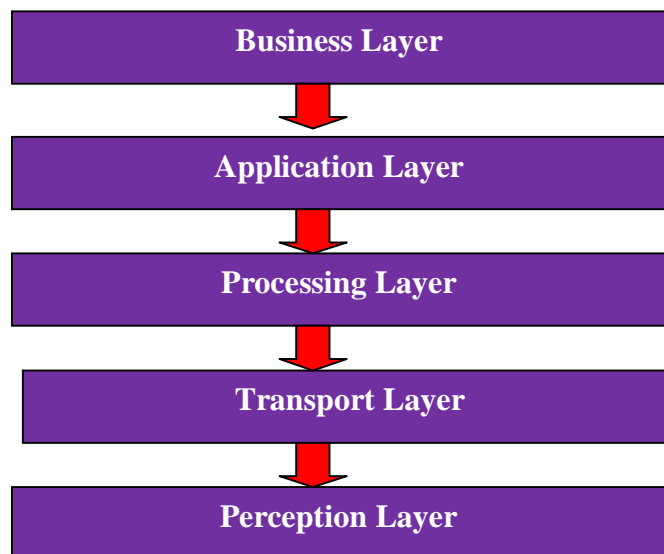 Business Layer
Application Layer
Processing Layer
Transport Layer
Perception Layer